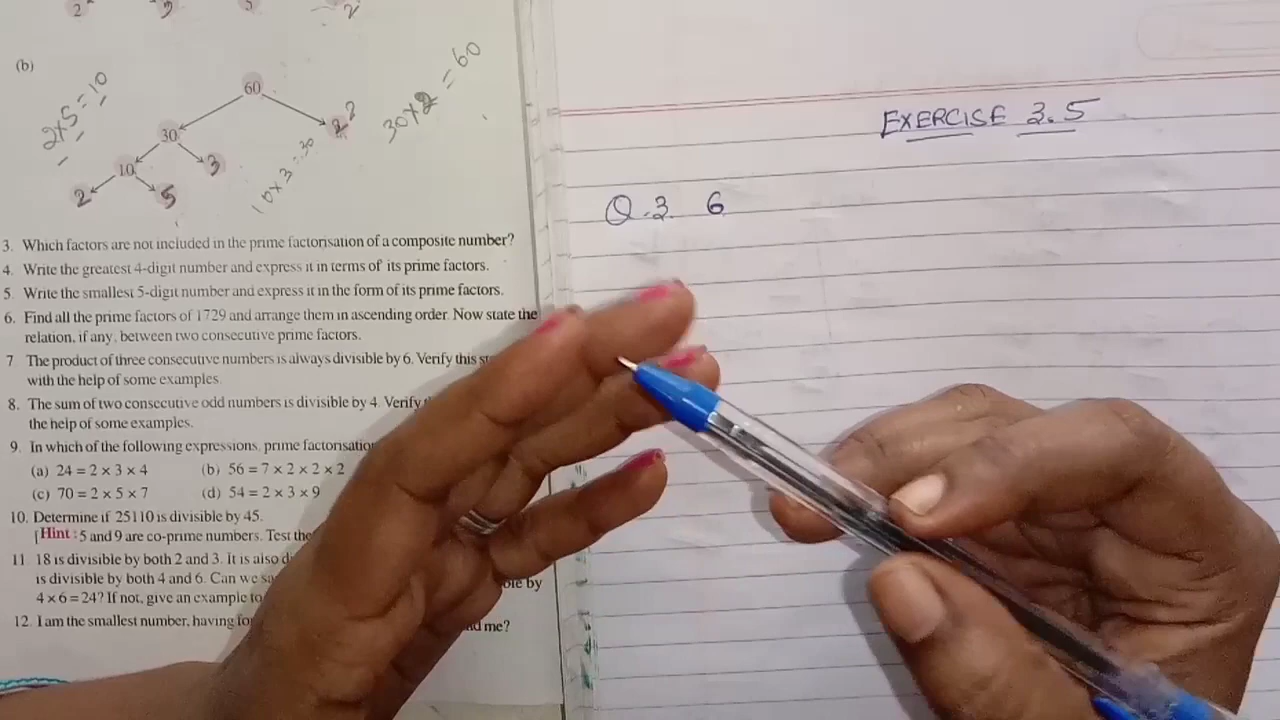 2 5 2
(b)
2×5=10
60
30×2=60
30
2 2
10×3=30
10
3
2
5
3. Which factors are not included in the prime factorisation of a composite number?
4. Write the greatest 4-digit number and express it in terms of its prime factors.
5 Write the smallest 5-digit number and express it in the form of its prime factors.
6. Find all the prime factors of 1729 and arrange them in ascending order. Now state the
relation, if any, between two consecutive prime factors.
7 The product of three consecutive numbers is always divisible by 6. Verify this
with the help of some examples.
8. The sum of two consecutive odd numbers is divisible by 4. Verify
the help of some examples.
9. In which of the following expressions, prime
(a) 24 = 2 × 3 × 4 (b) 56 = 7 × 2 × 2 × 2
(c) 70 = 2 × 5 × 7 (d) 54 = 2 × 3 × 9
10. Determine if 25110 is divisible by 45.
[Hint : 5 and 9 are co-prime numbers. Test the
11. 18 is divisible by both 2 and 3. It is also
is divisible by both 4 and 6. Can we by
4 × 6 = 24? If not, give an example to
12. I am the smallest number, having me?
EXERCISE 3.5
Q.3. 6